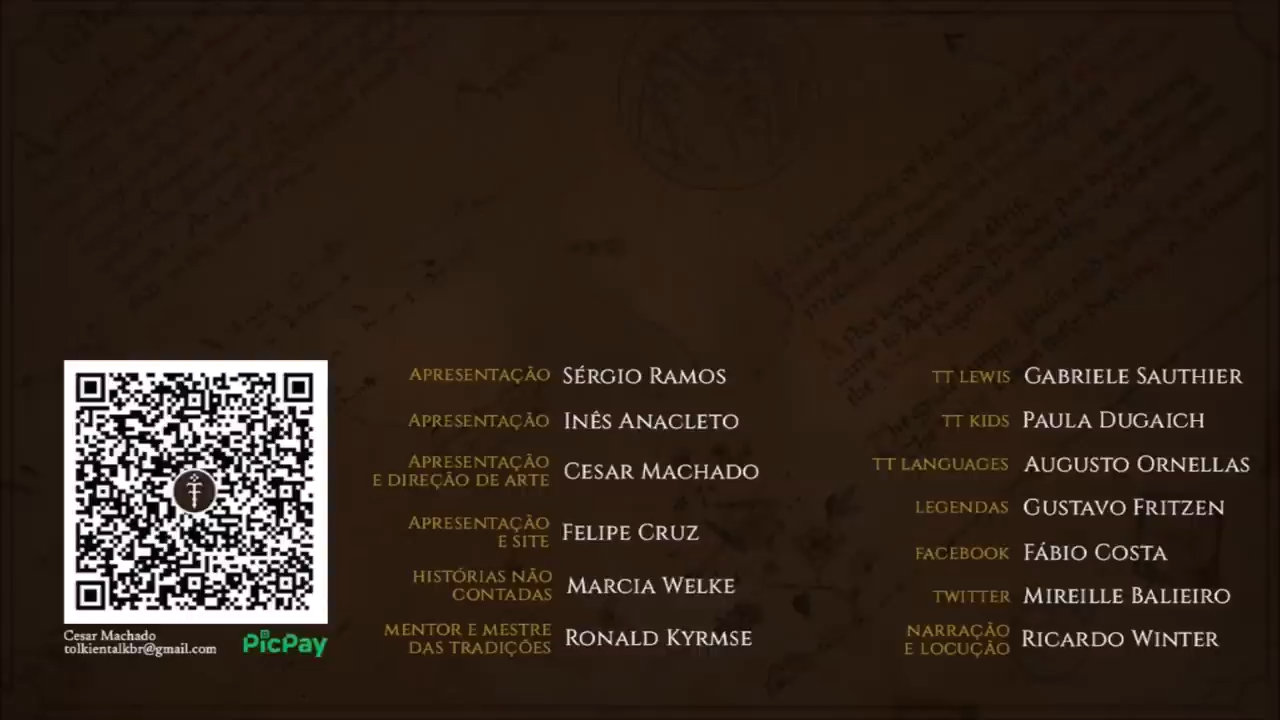 APRESENTAÇÃO SÉRGIO RAMOS
APRESENTAÇÃO INÊS ANACLETO
APRESENTAÇÃO
E DIREÇÃO DE ARTE CESAR MACHADO
APRESENTAÇÃO
E SITE FELIPE CRUZ
HISTÓRIAS NÃO
CONTADAS MARCIA WELKE
MENTOR E MESTRE
DAS TRADIÇÕES RONALD KYRMSE
TT LEWIS GABRIELE SAUTHIER
TT KIDS PAULA DUGAICH
TT LANGUAGES AUGUSTO ORNELLAS
LEGENDAS GUSTAVO FRITZEN
FACEBOOK FÁBIO COSTA
TWITTER MIREILLE BALIEIRO
NARRAÇÃO
E LOCUÇÃO RICARDO WINTER
Cesar Machado
tolkientalkbr@gmail.com
PicPay